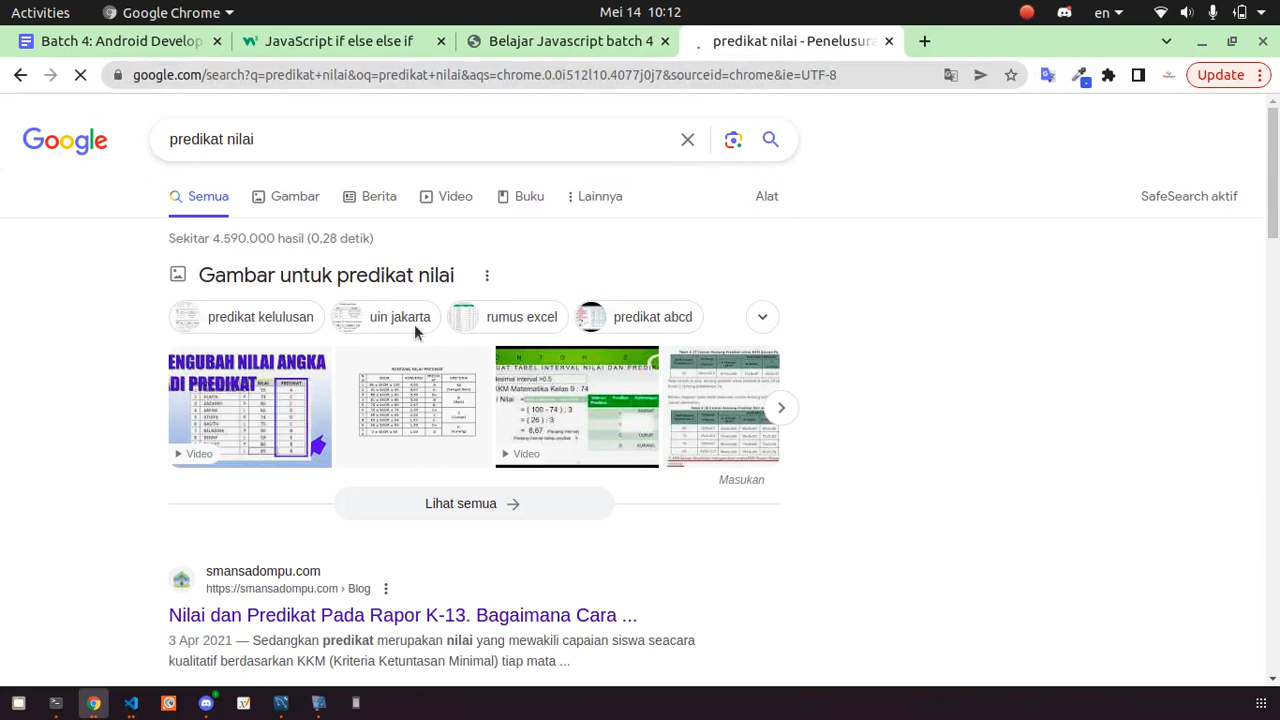 Activities
Google Chrome
Mei 14 10:12
en
Batch 4: Android Develop
JavaScript if else else if
Belajar Javascript batch 4
predikat nilai - Penelusura
google.com/search?q=predikat+nilai&oq=predikat+nilai&aqs=chrome.0.0i512l10.4077j0j7&sourceid=chrome&ie=UTF-8
Update
Google
predikat nilai
Semua
Gambar
Berita
Video
Buku
Lainnya
Alat
SafeSearch aktif
Sekitar 4.590.000 hasil (0,28 detik)
Gambar untuk predikat nilai
predikat kelulusan
uin jakarta
rumus excel
predikat abcd
ENGUBAH NILAI ANGKA
DI PREDIKAT
Video
Video
Masukan
Lihat semua
smansadompu.com
https://smansadompu.com › Blog
Nilai dan Predikat Pada Rapor K-13. Bagaimana Cara ...
3 Apr 2021 — Sedangkan predikat merupakan nilai yang mewakili capaian siswa seacara
kualitatif berdasarkan KKM (Kriteria Ketuntasan Minimal) tiap mata ...